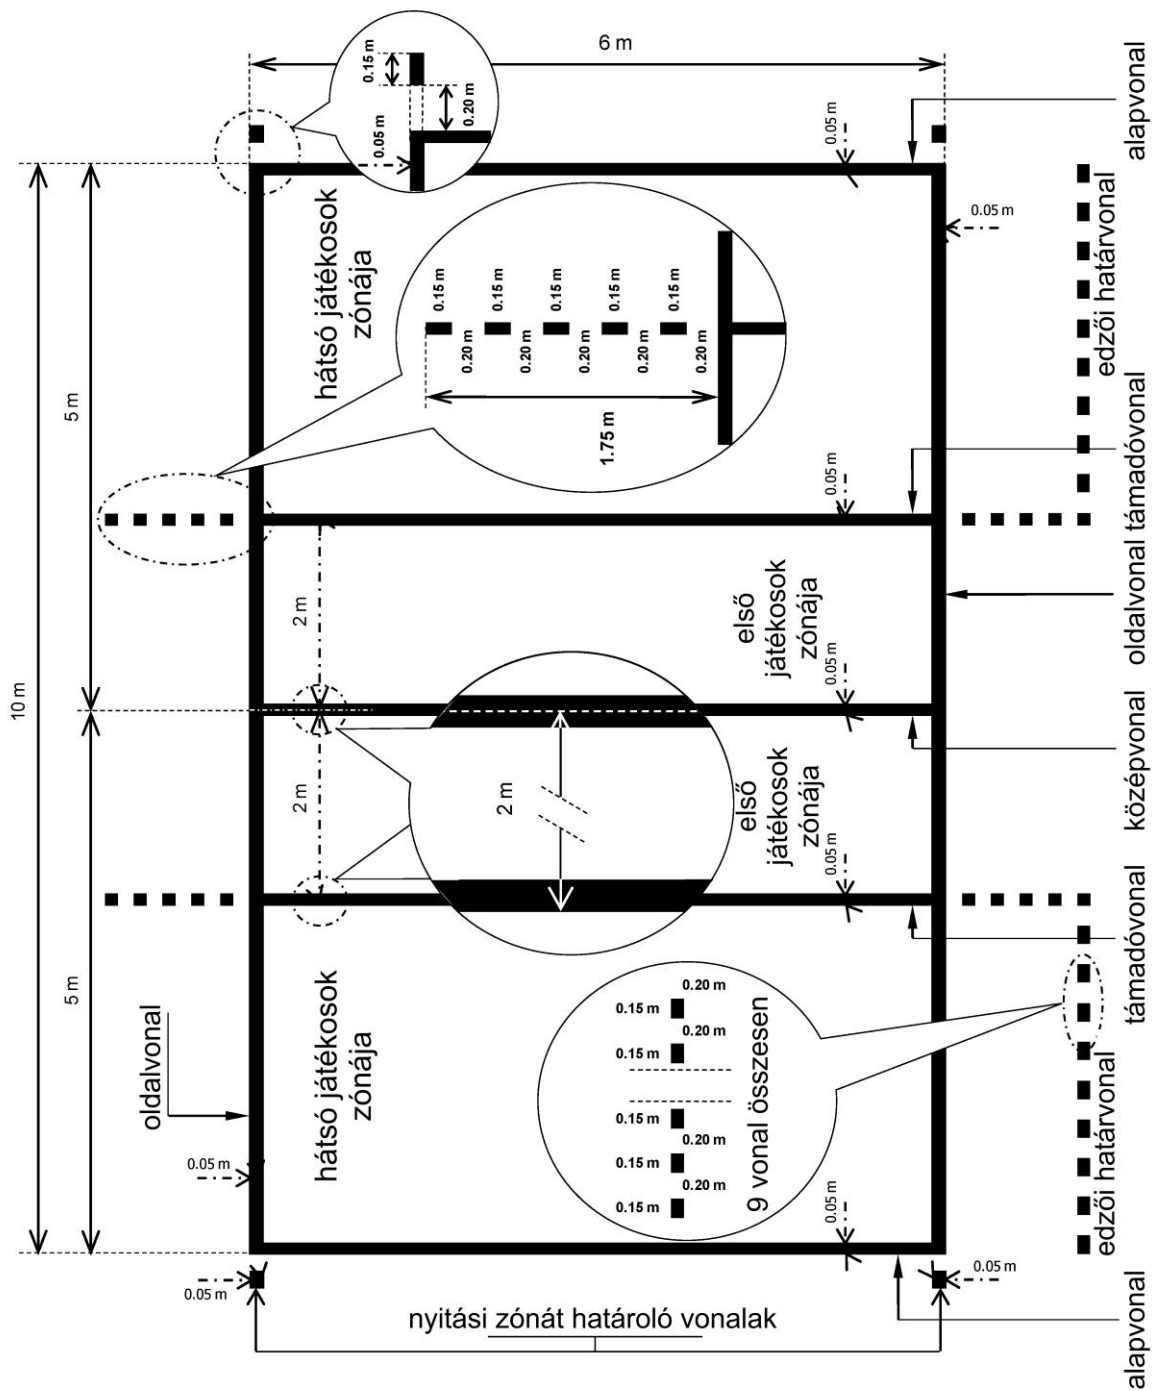 6 m
0.15 m
0.20 m
0.05 m
0.05 m
alapvonal
0.05 m
edzői határvonal
hátsó játékosok
zónája
0.15 m
0.15 m
0.15 m
0.15 m
0.15 m
0.20 m
0.20 m
0.20 m
0.20 m
0.20 m
1.75 m
5 m
10 m
0.05 m
támadóvonal
2 m
első
játékosok
zónája
oldalvonal
0.05 m
középvonal
2 m
2 m
első
játékosok
zónája
0.05 m
támadóvonal
5 m
oldalvonal
0.05 m
hátsó játékosok
zónája
0.20 m
0.15 m
0.20 m
0.15 m
0.15 m
0.20 m
0.15 m
0.20 m
0.15 m
9 vonal összesen
0.05 m
edzői határvonal
0.05 m
0.05 m
alapvonal
nyitási zónát határoló vonalak